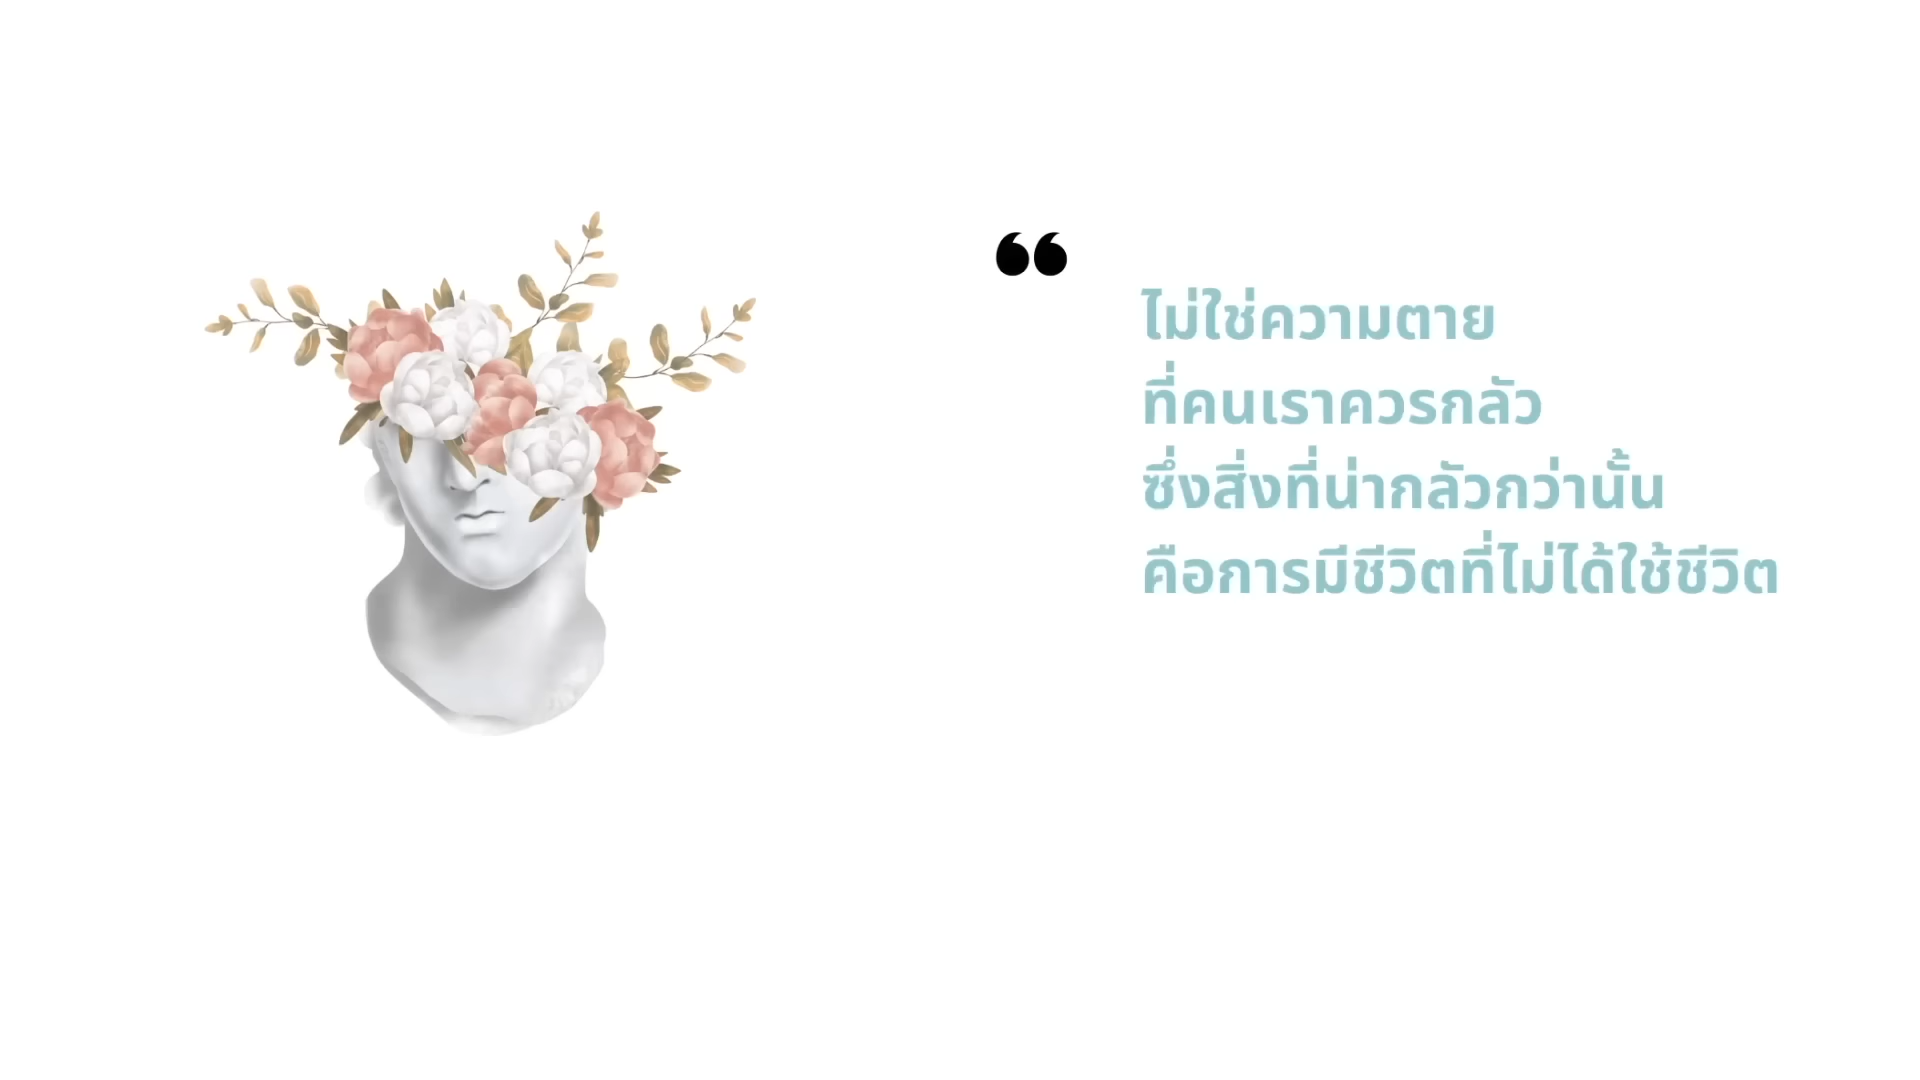 “
ไม่ใช่ความตาย
ที่คนเราควรกลัว
ซึ่งสิ่งที่น่ากลัวกว่านั้น
คือการมีชีวิตที่ไม่ได้ใช้ชีวิต